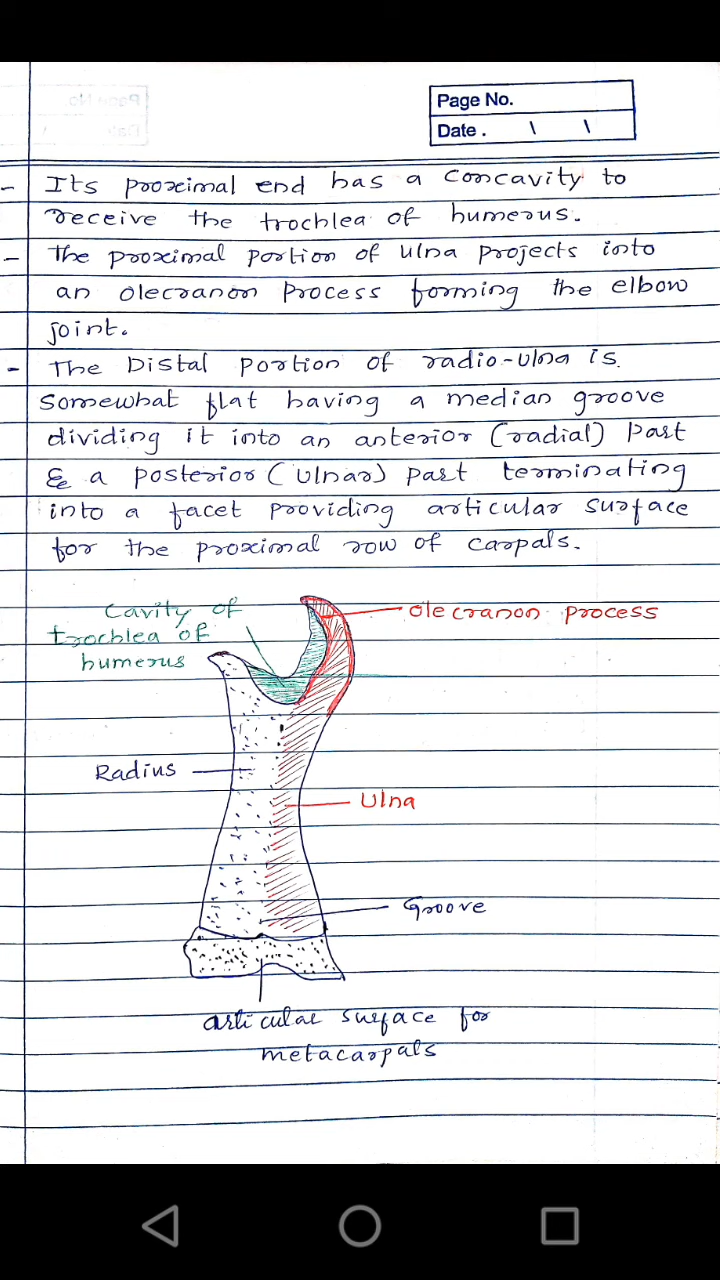 Page No.
Date . \ \
- Its proximal end has a concavity to
receive the trochlea of humerus.
- The proximal portion of ulna projects into
an olecranon process forming the elbow
joint.
- The Distal portion of radio-ulna is
somewhat flat having a median groove
dividing it into an anterior (radial) part
& a posterior (ulnar) part terminating
into a facet providing articular surface
for the proximal row of carpals.
cavity of
trochlea of
humerus
olecranon process
Radius
Ulna
Groove
articular surface for
metacarpals